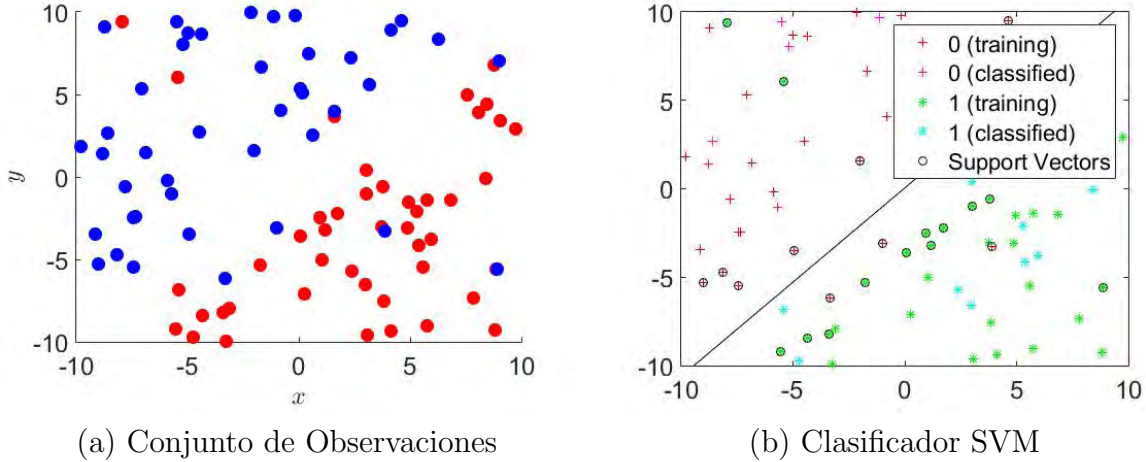 10
5
0
-5
-10
y
-10
-5
0
5
10
x
(a) Conjunto de Observaciones
10
5
0
-5
-10
-10
-5
0
5
10
0 (training)
0 (classified)
1 (training)
1 (classified)
Support Vectors
(b) Clasificador SVM